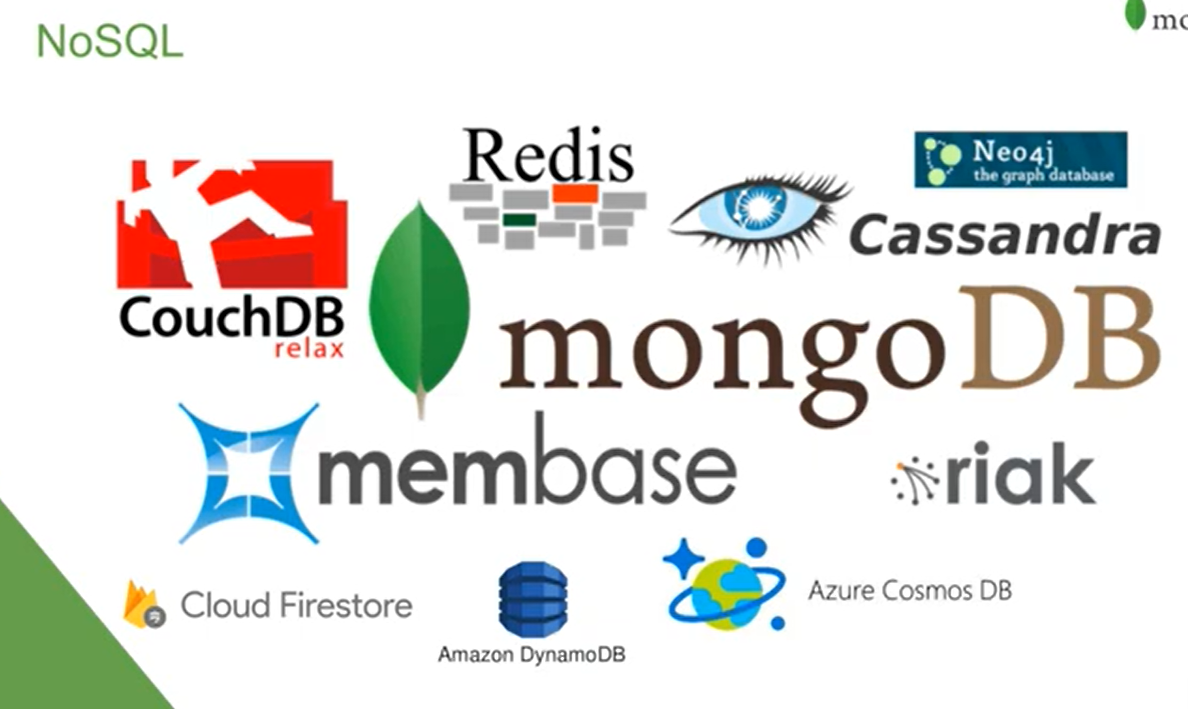 NoSQL
mo
Redis
Neo4j
the graph database
Cassandra
CouchDB
relax
mongoDB
membase
riak
Cloud Firestore
Azure Cosmos DB
Amazon DynamoDB